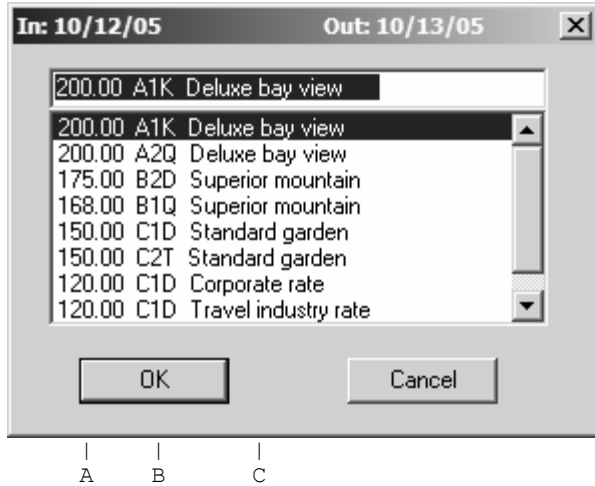 In: 10/12/05 Out: 10/13/05
200.00 A1K Deluxe bay view
200.00 A1K Deluxe bay view
200.00 A2Q Deluxe bay view
175.00 B2D Superior mountain
168.00 B1Q Superior mountain
150.00 C1D Standard garden
150.00 C2T Standard garden
120.00 C1D Corporate rate
120.00 C1D Travel industry rate
OK Cancel
A B C